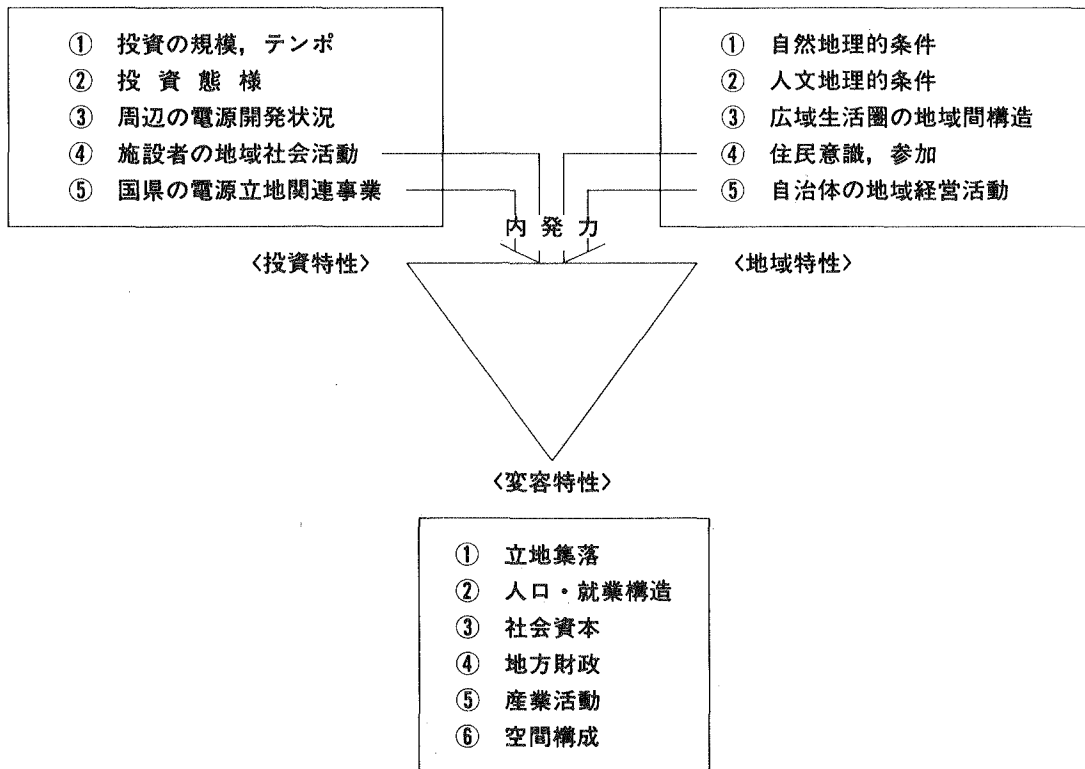 ① 投資の規模，テンポ
② 投資態様
③ 周辺の電源開発状況
④ 施設者の地域社会活動
⑤ 国県の電源立地関連事業
〈投資特性〉
① 自然地理的条件
② 人文地理的条件
③ 広域生活圏の地域間構造
④ 住民意識，参加
⑤ 自治体の地域経営活動
〈地域特性〉
内発力
〈変容特性〉
① 立地集落
② 人口・就業構造
③ 社会資本
④ 地方財政
⑤ 産業活動
⑥ 空間構成